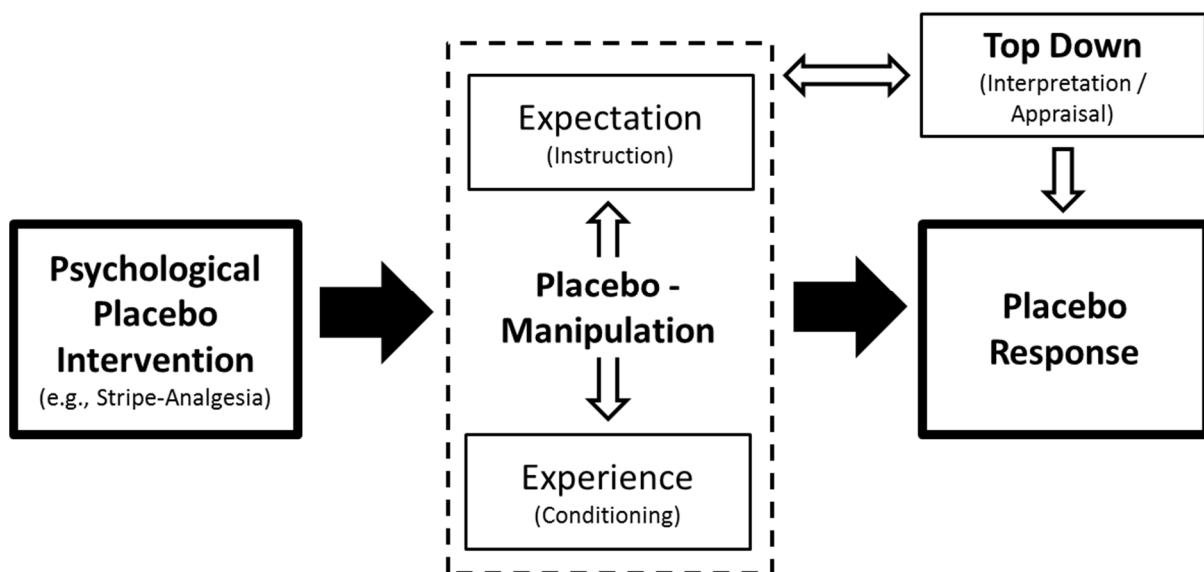 Psychological
Placebo
Intervention
(e.g., Stripe-Analgesia)
Expectation
(Instruction)
Placebo -
Manipulation
Experience
(Conditioning)
Top Down
(Interpretation /
Appraisal)
Placebo
Response